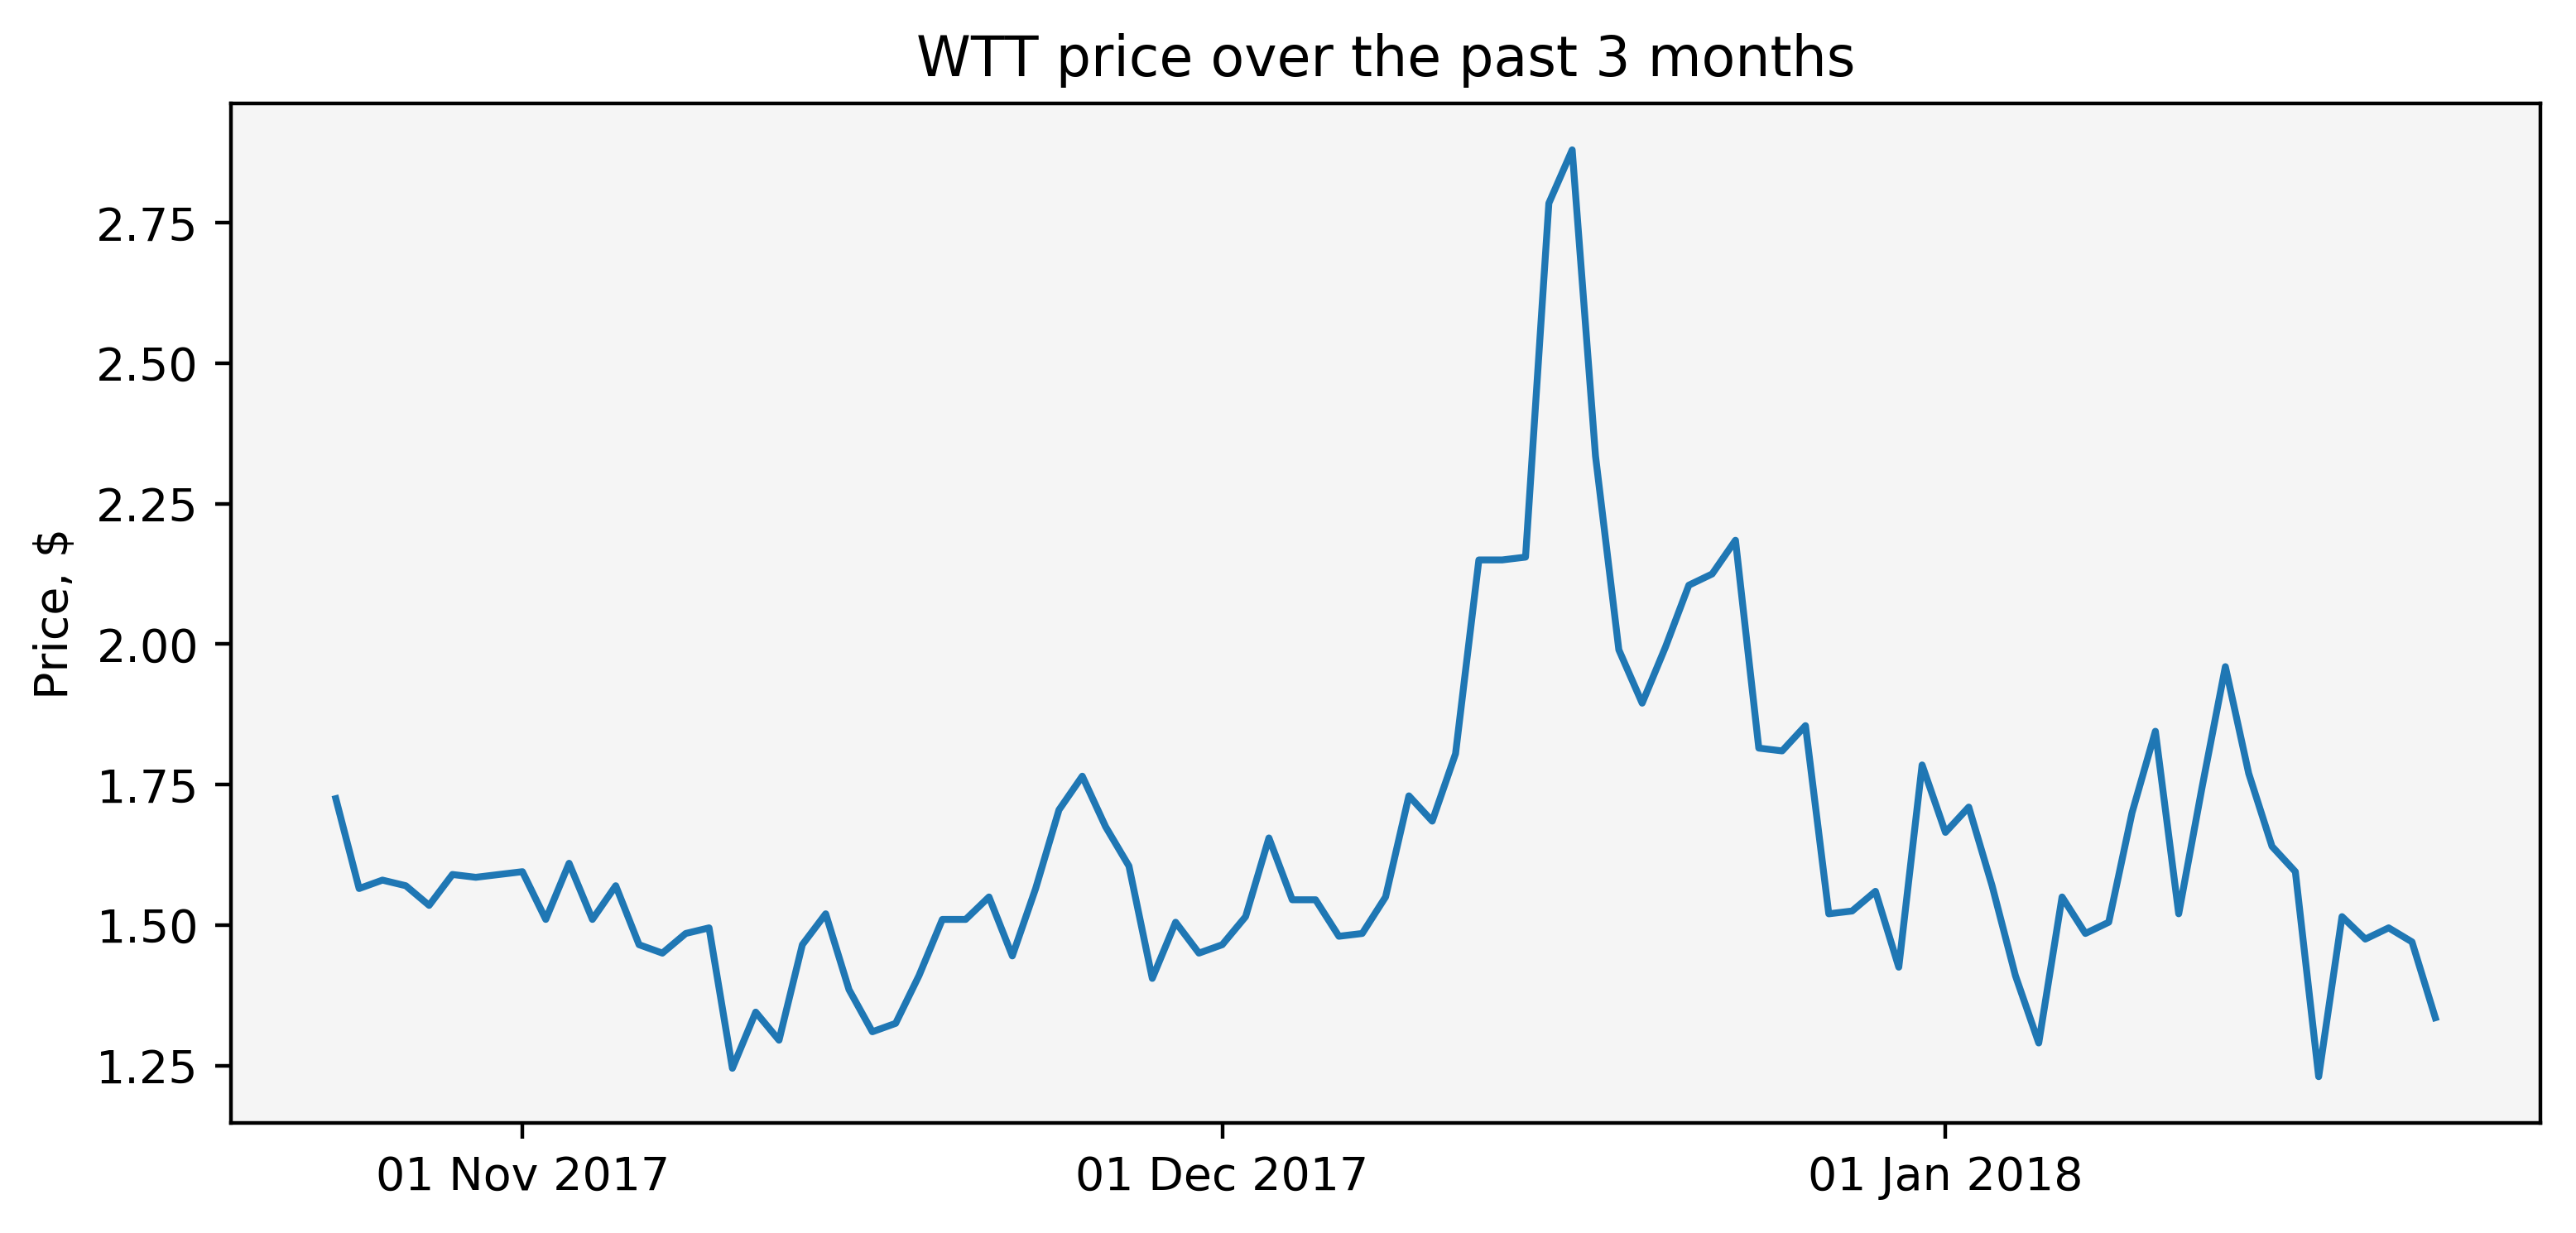 WTT price over the past 3 months
Price, $
2.75
2.50
2.25
2.00
1.75
1.50
1.25
01 Nov 2017
01 Dec 2017
01 Jan 2018